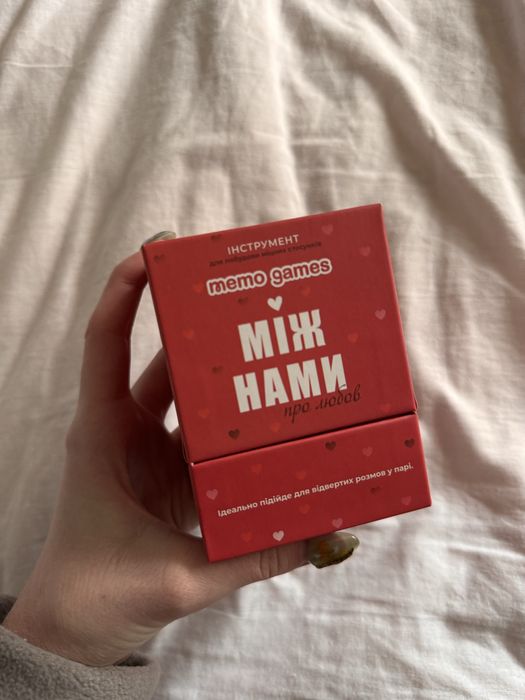 ІНСТРУМЕНТ
для побудови міцних стосунків
memo games
МІЖ
НАМИ
про любов
Ідеально підійде для відвертих розмов у парі.